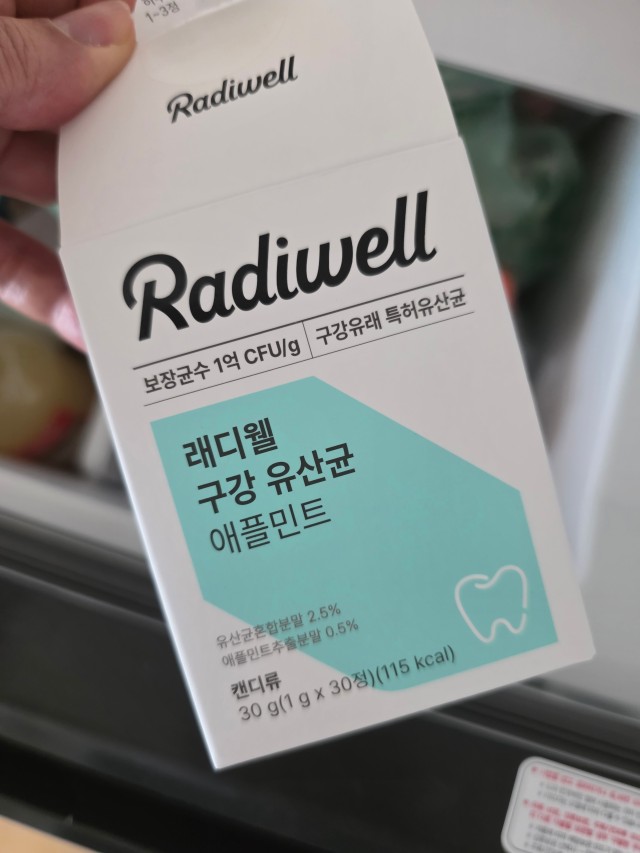 1~3정
Radiwell
Radiwell
보장균수 1억 CFU/g 구강유래 특허유산균
래디웰
구강 유산균
애플민트
유산균혼합분말 2.5%
애플민트추출분말 0.5%
캔디류
30 g(1 g x 30정)(115 kcal)